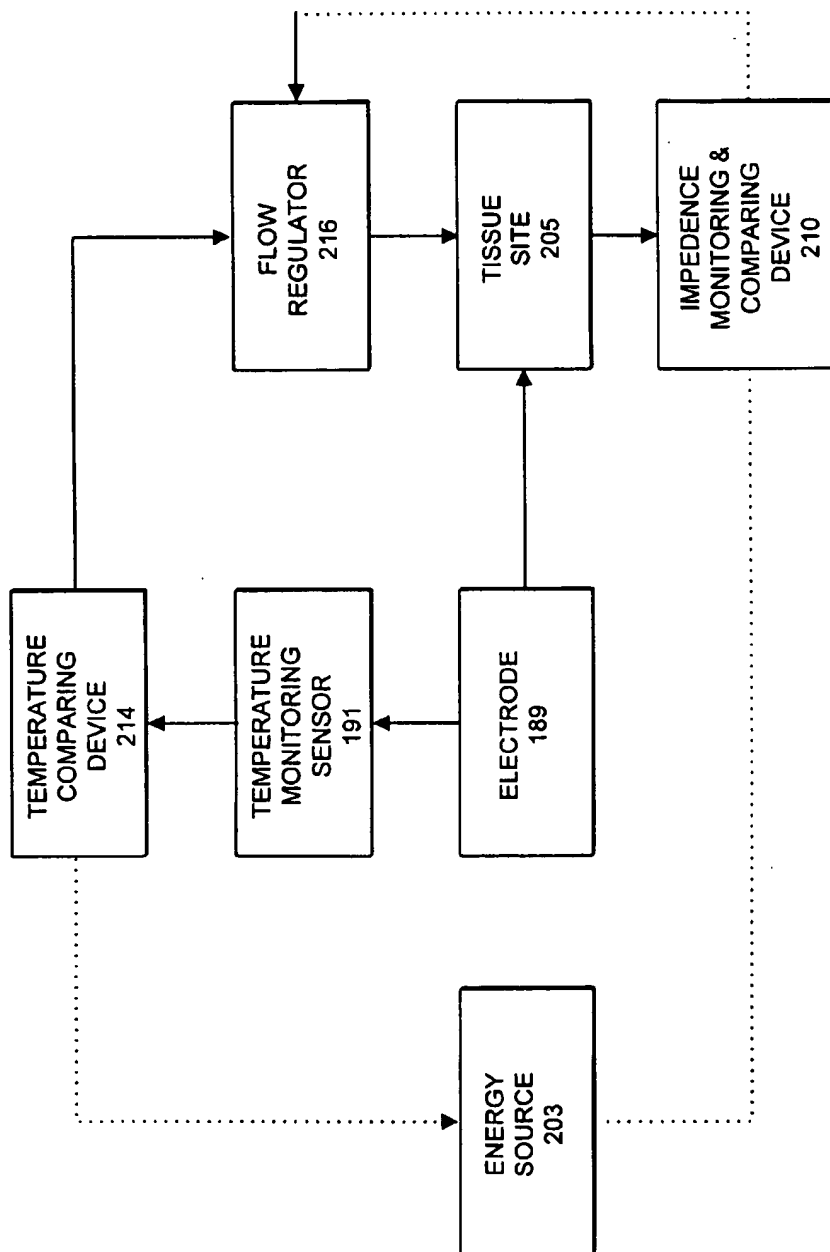 TEMPERATURE
COMPARING
DEVICE
214
TEMPERATURE
MONITORING
SENSOR
191
ELECTRODE
189
ENERGY
SOURCE
203
FLOW
REGULATOR
216
TISSUE
SITE
205
IMPEDENCE
MONITORING &
COMPARING
DEVICE
210